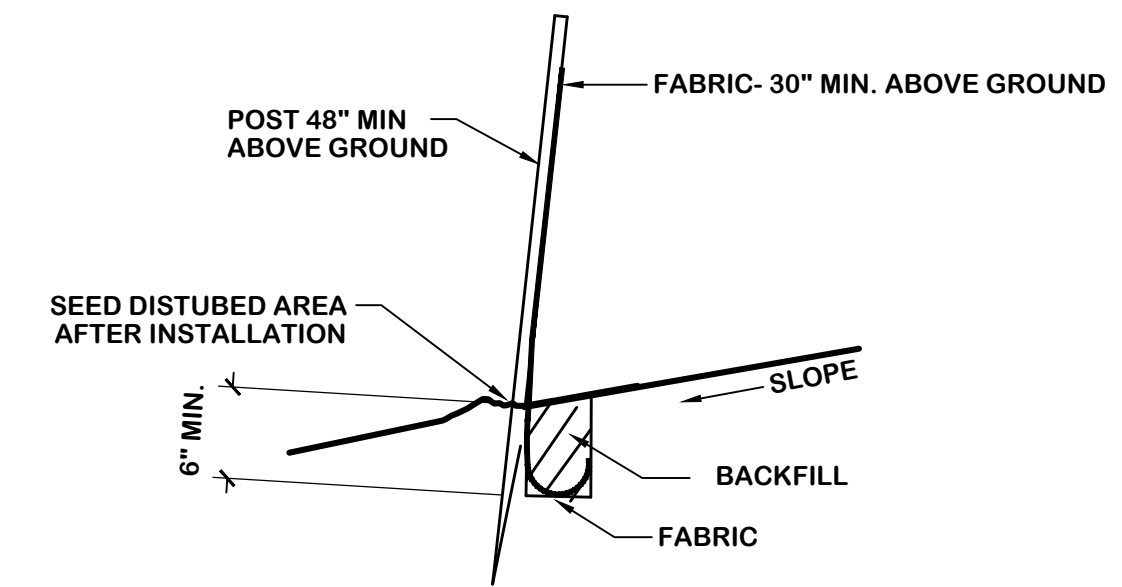 FABRIC- 30" MIN. ABOVE GROUND
POST 48" MIN
ABOVE GROUND
SEED DISTUBED AREA
AFTER INSTALLATION
SLOPE
6" MIN.
BACKFILL
FABRIC